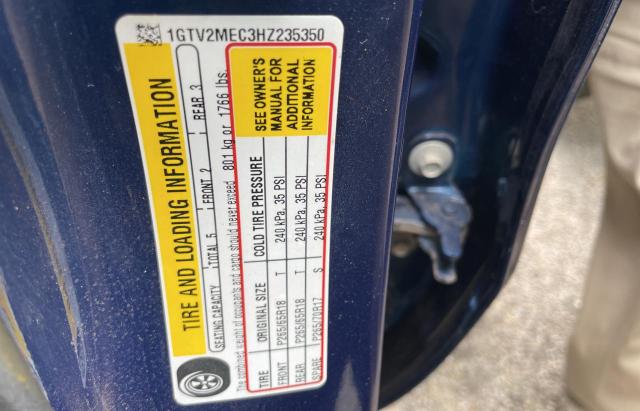 1GTV2MEC3HZ235350
TIRE AND LOADING INFORMATION
SEATING CAPACITY TOTAL 5 FRONT 2 REAR 3
The combined weight of occupants and cargo should never exceed 801 kg or 1766 lbs.
TIRE ORIGINAL SIZE COLD TIRE PRESSURE
FRONT P265/65R18 T 240 kPa, 35 PSI
REAR P265/65R18 T 240 kPa, 35 PSI
SPARE P265/70R17 S 240 kPa, 35 PSI
SEE OWNER'S
MANUAL FOR
ADDITIONAL
INFORMATION